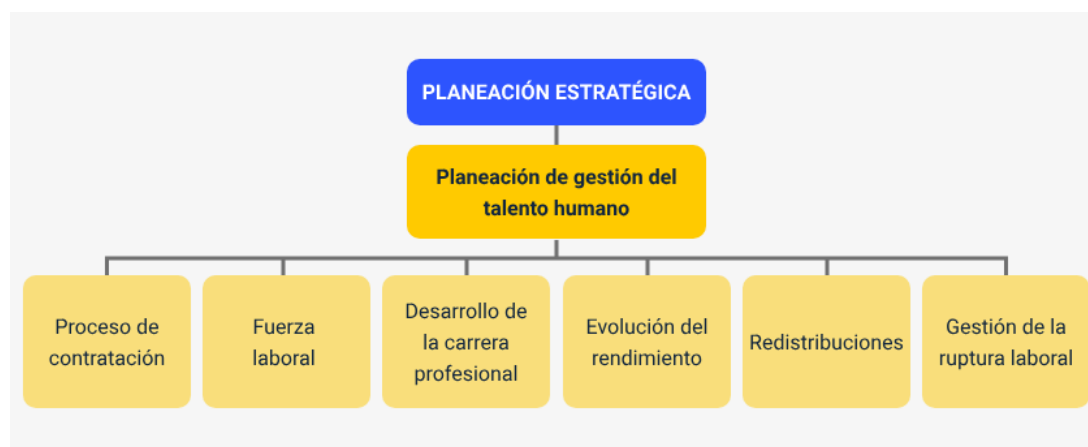 PLANEACIÓN ESTRATÉGICA
Planeación de gestión del
talento humano
Proceso de
contratación
Fuerza
laboral
Desarrollo de
la carrera
profesional
Evolución del
rendimiento
Redistribuciones
Gestión de la
ruptura laboral